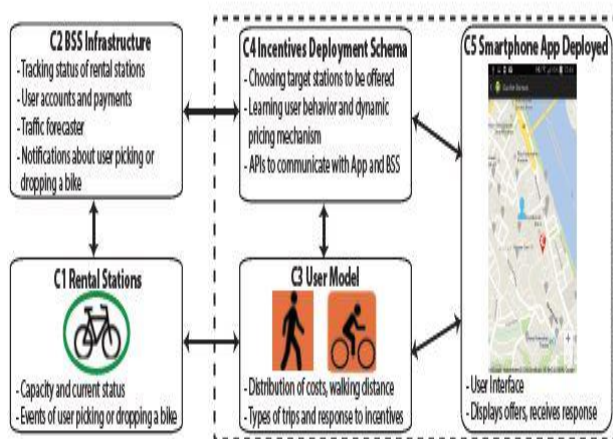 C2 BSS Infrastructure
- Tracking status of rental stations
- User accounts and payments
- Traffic forecaster
- Notifications about user picking or
dropping a bike
C4 Incentives Deployment Schema
- Choosing target stations to be offered
- Learning user behavior and dynamic
pricing mechanism
- APIs to communicate with App and BSS
C5 Smartphone App Deployed
- User Interface
- Displays offers, receives response
C1 Rental Stations
- Capacity and current status
- Events of user picking or dropping a bike
C3 User Model
- Distribution of costs, walking distance
- Types of trips and response to incentives